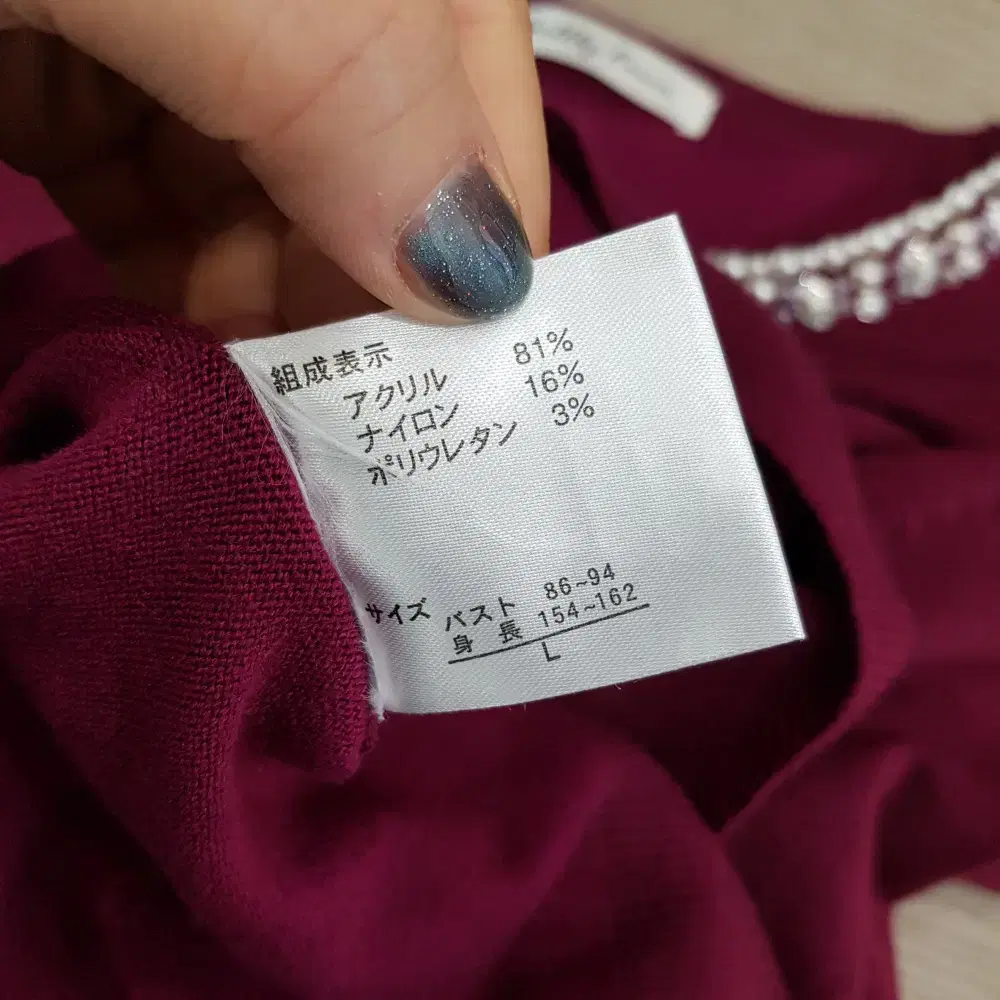 組成表示
アクリル 81%
ナイロン 16%
ポリウレタン 3%
サイズ バスト 86~94
身長 154~162
L